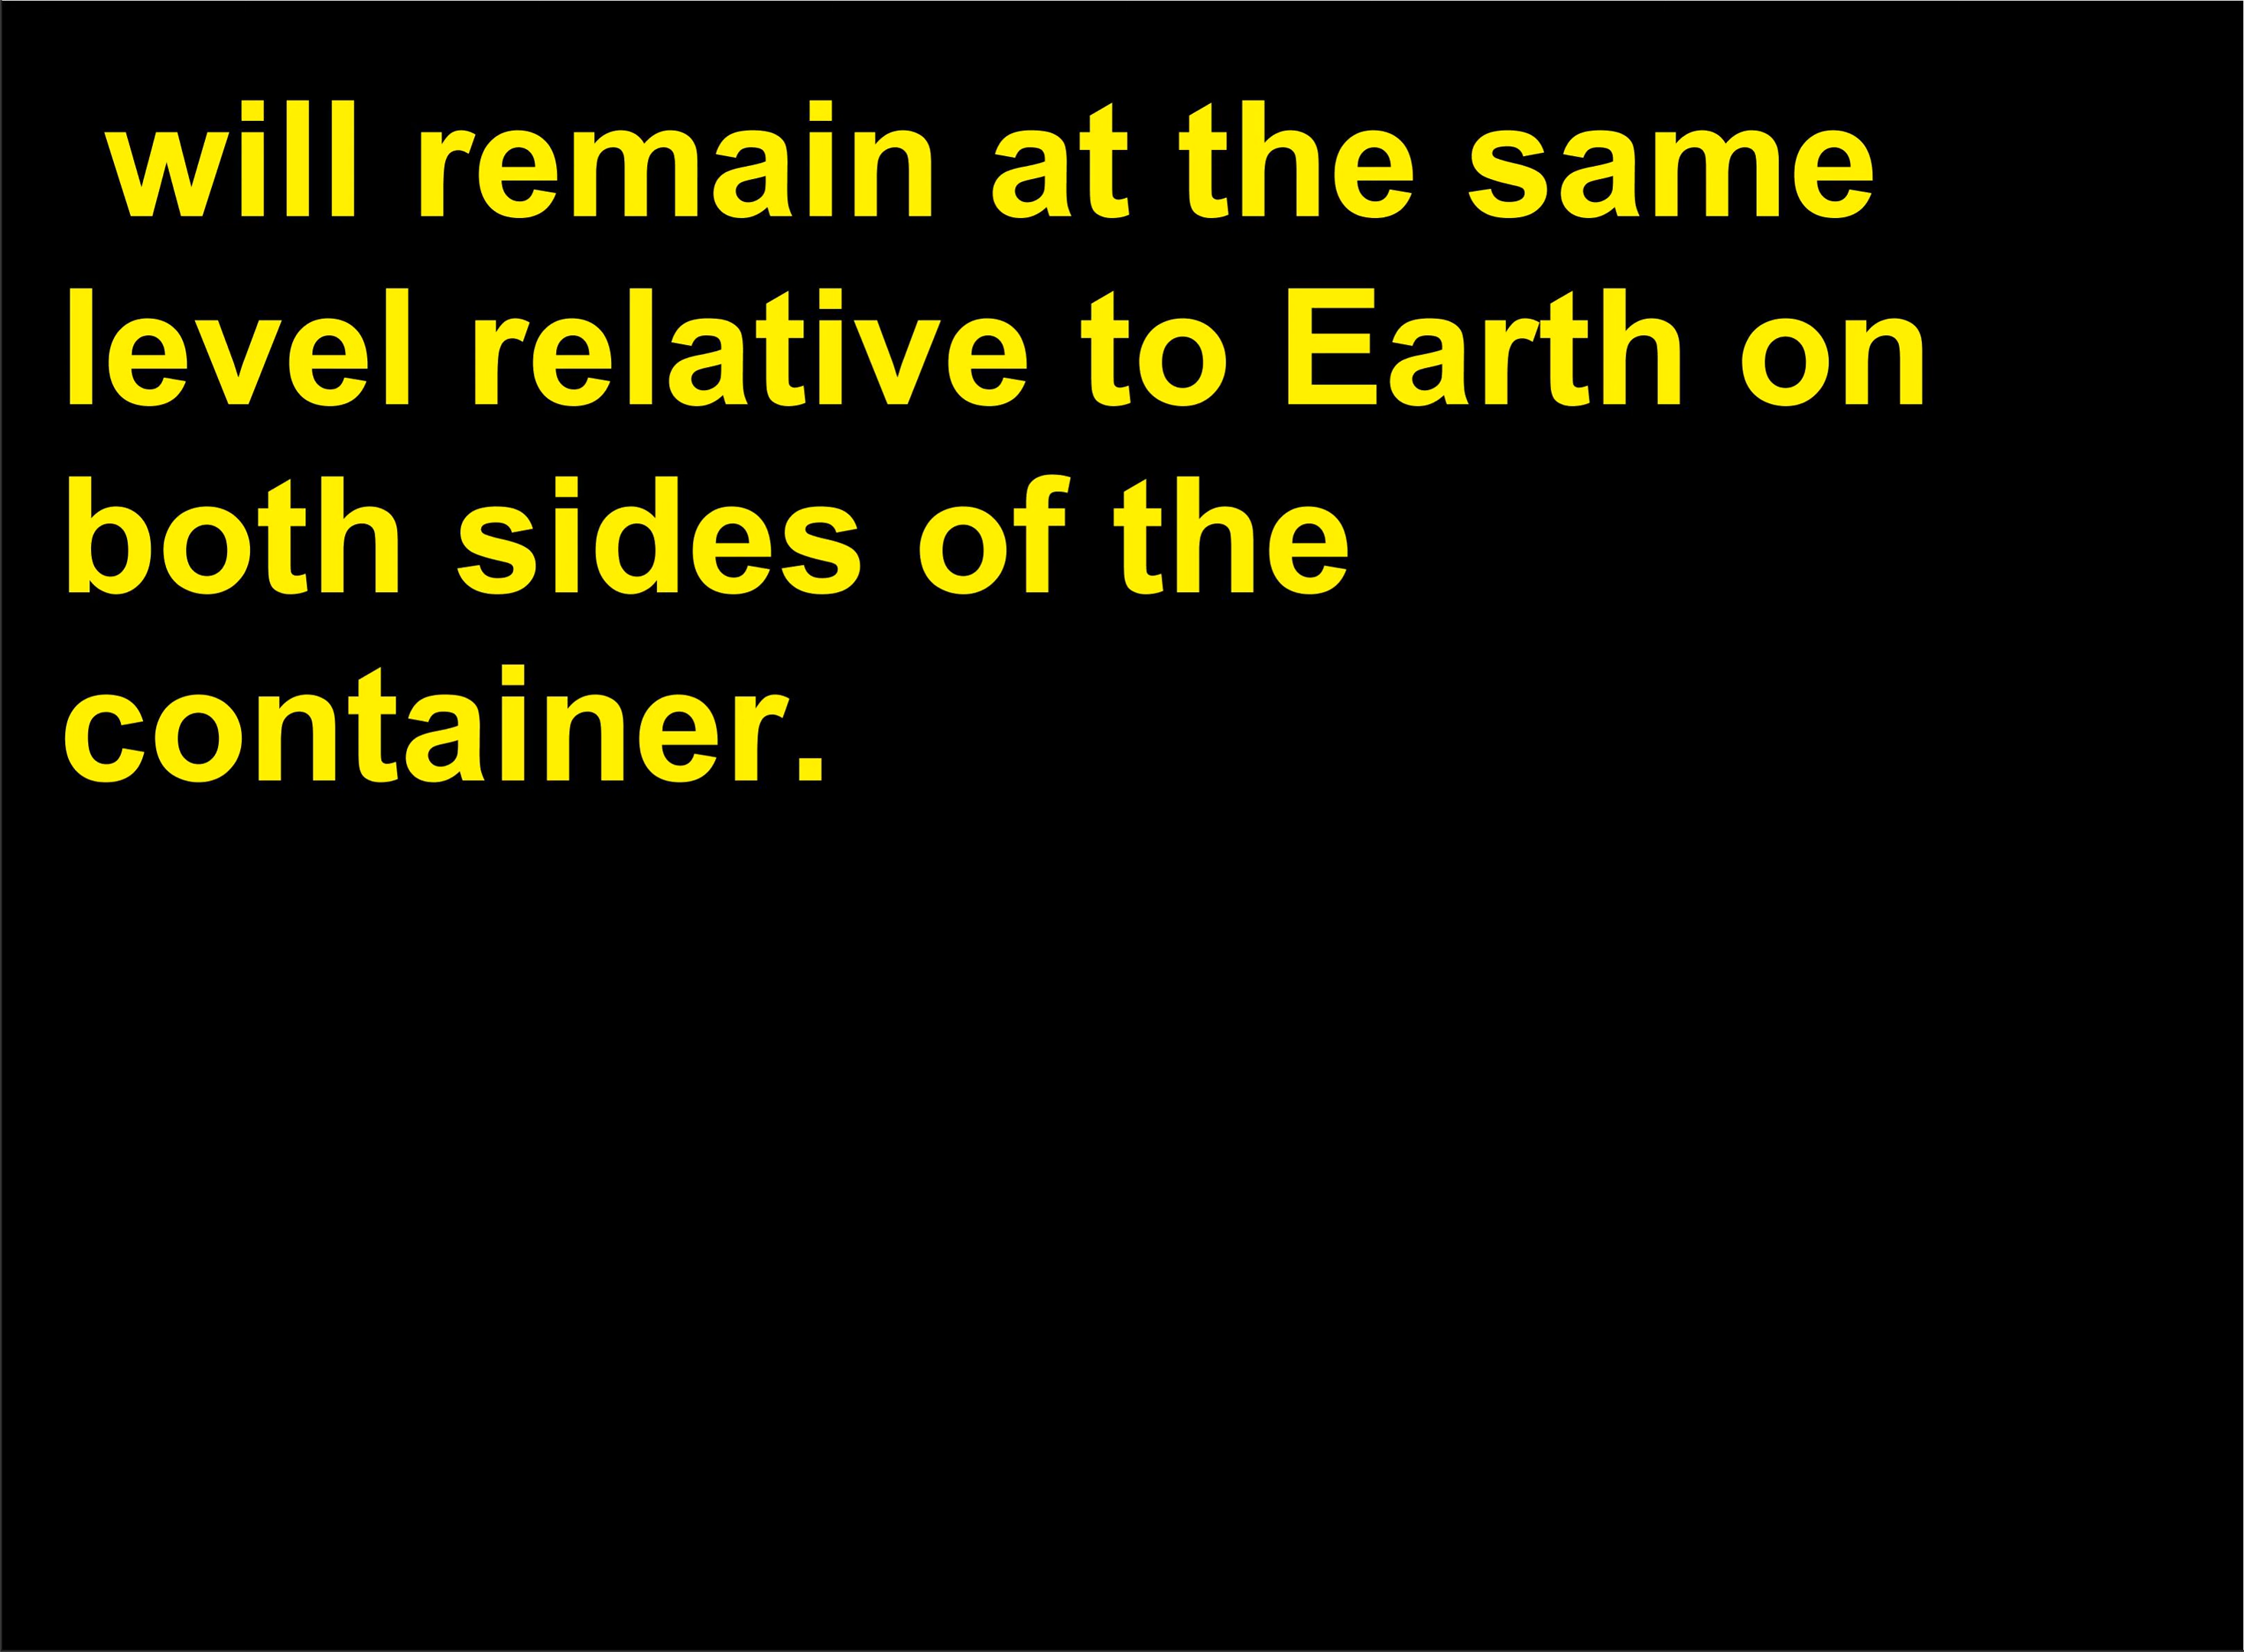 will remain at the same
level relative to Earth on
both sides of the
container.